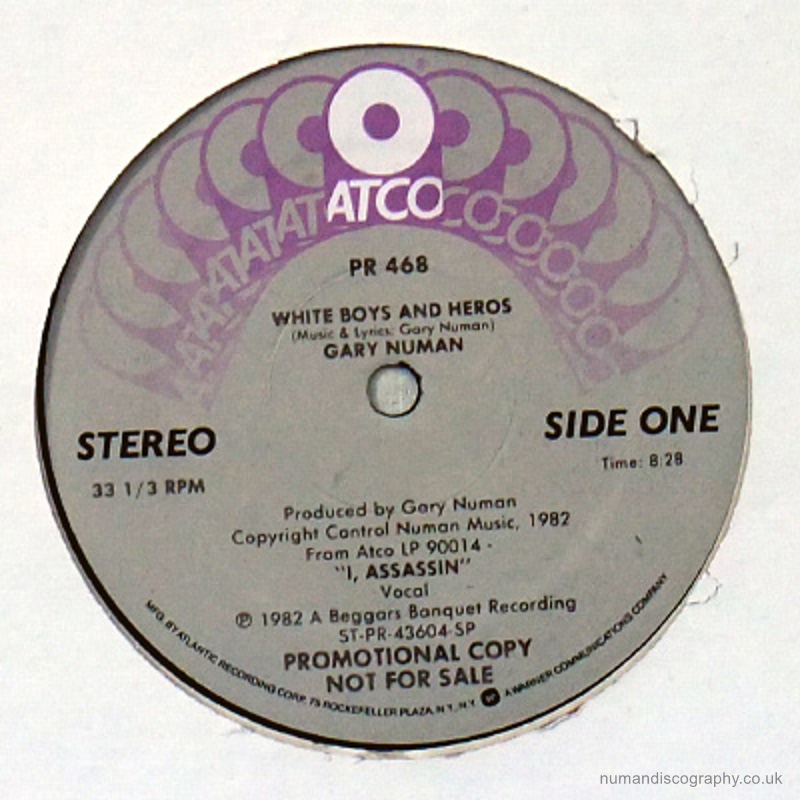 ATCO
PR 468
WHITE BOYS AND HEROS
(Music & Lyrics: Gary Numan)
GARY NUMAN
STEREO
SIDE ONE
33 1/3 RPM
Time: 8:28
Produced by Gary Numan
Copyright Control Numan Music, 1982
From Atco LP 90014 -
"I, ASSASSIN"
Vocal
℗ 1982 A Beggars Banquet Recording
ST-PR-43604-SP
PROMOTIONAL COPY
NOT FOR SALE
MFG. BY ATLANTIC RECORDING CORP. 75 ROCKEFELLER PLAZA, N.Y., N.Y. A WARNER COMMUNICATIONS COMPANY
numandiscography.co.uk